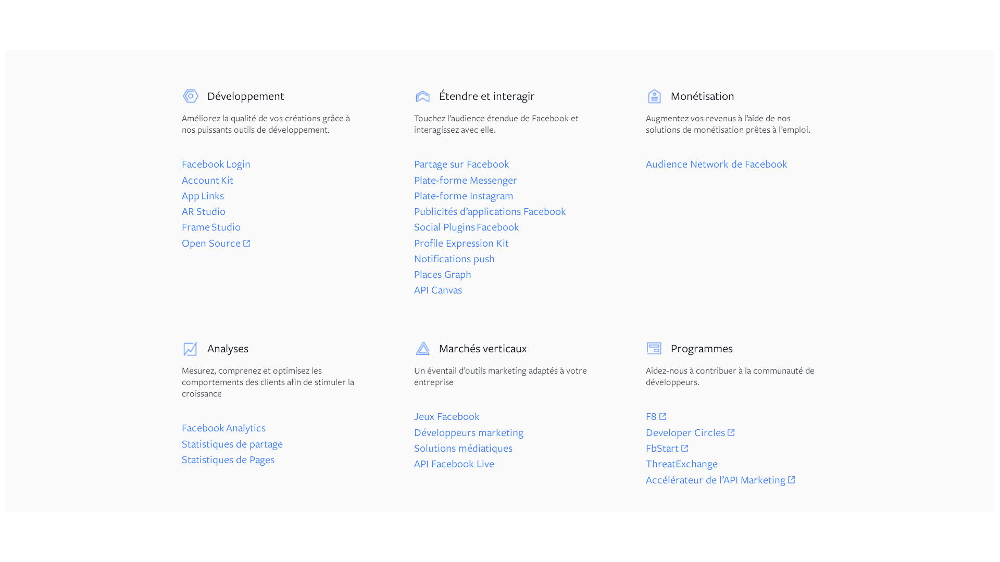 Développement
Améliorez la qualité de vos créations grâce à
nos puissants outils de développement.
Facebook Login
Account Kit
App Links
AR Studio
Frame Studio
Open Source
Étendre et interagir
Touchez l’audience étendue de Facebook et
interagissez avec elle.
Partage sur Facebook
Plate-forme Messenger
Plate-forme Instagram
Publicités d’applications Facebook
Social Plugins Facebook
Profile Expression Kit
Notifications push
Places Graph
API Canvas
Monétisation
Augmentez vos revenus à l’aide de nos
solutions de monétisation prêtes à l’emploi.
Audience Network de Facebook
Analyses
Mesurez, comprenez et optimisez les
comportements des clients afin de stimuler la
croissance
Facebook Analytics
Statistiques de partage
Statistiques de Pages
Marchés verticaux
Un éventail d’outils marketing adaptés à votre
entreprise
Jeux Facebook
Développeurs marketing
Solutions médiatiques
API Facebook Live
Programmes
Aidez-nous à contribuer à la communauté de
développeurs.
F8
Developer Circles
FbStart
ThreatExchange
Accélérateur de l’API Marketing